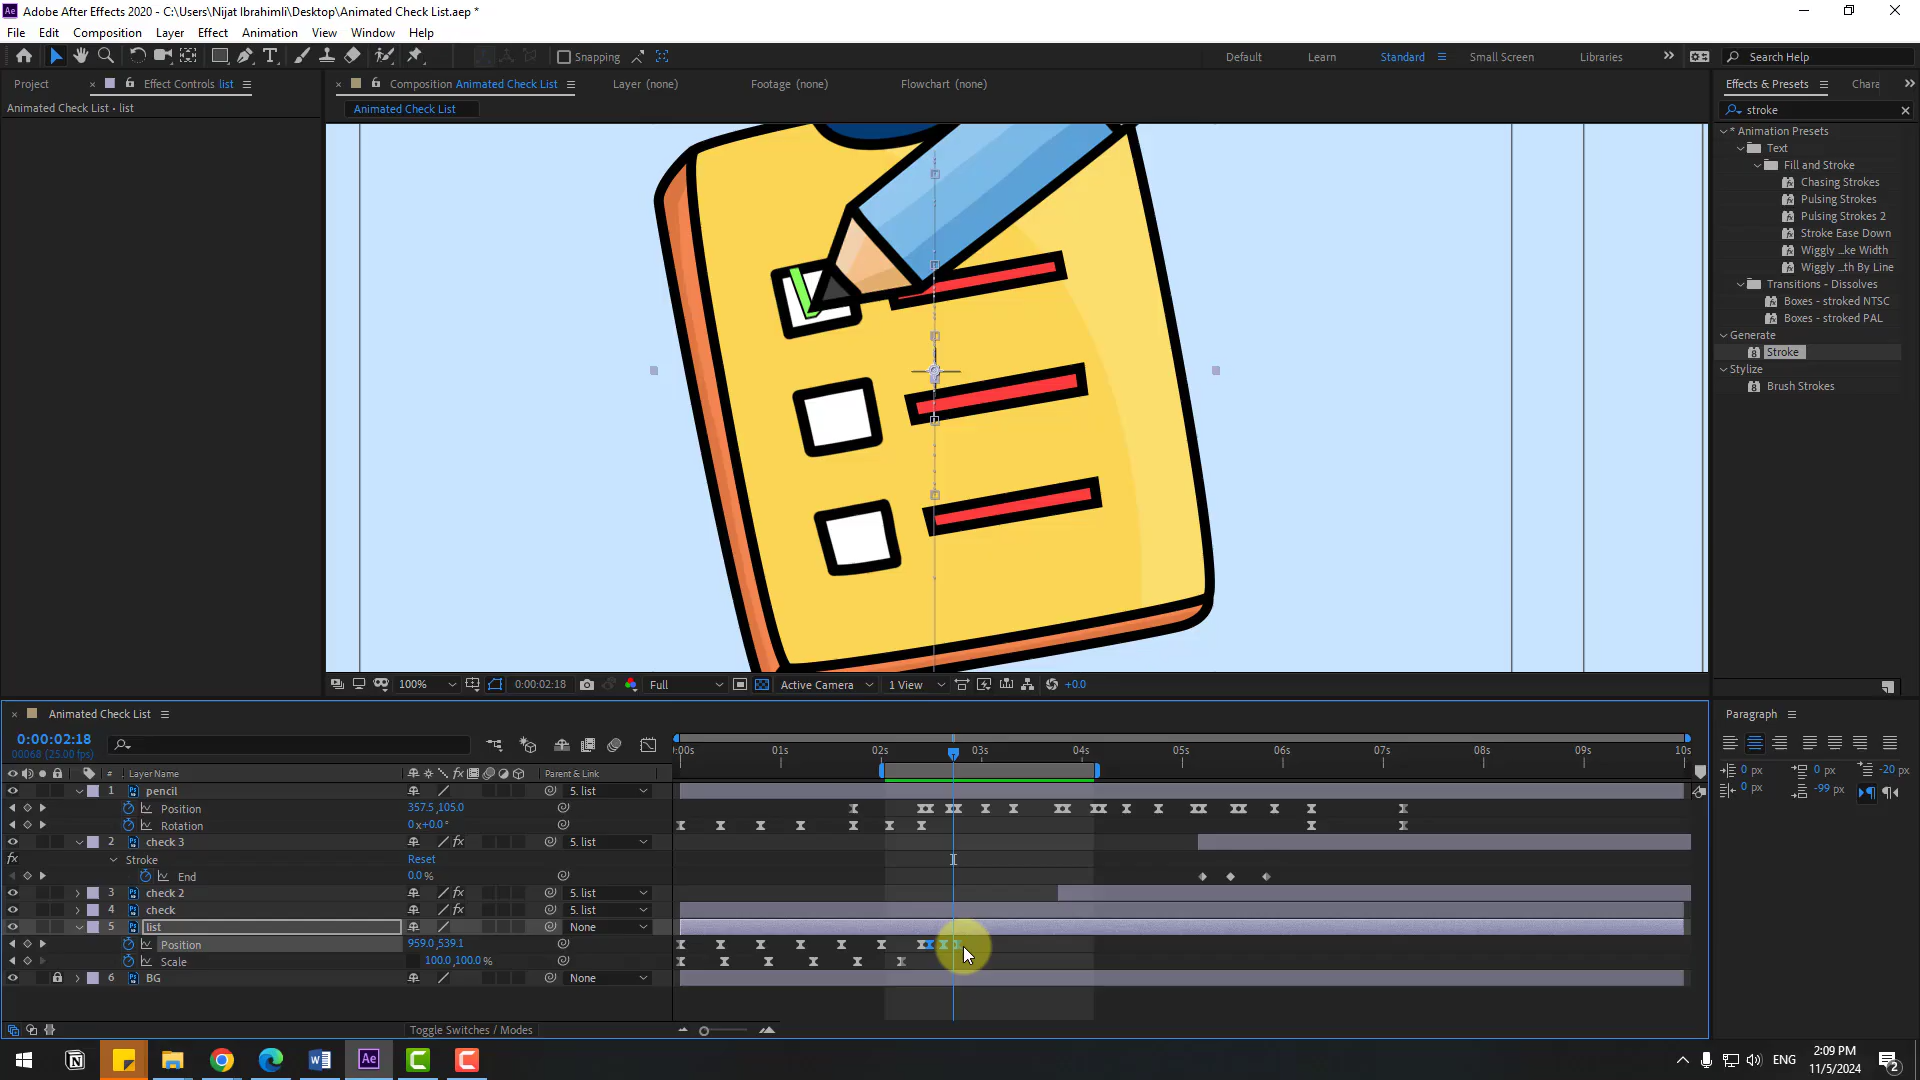 Adobe After Effects 2020 - C:\Users\Nijat Ibrahimli\Desktop\Animated Check List.aep *
File Edit Composition Layer Effect Animation View Window Help
Snapping Default Learn Standard Small Screen Libraries Search Help
Project Effect Controls list Composition Animated Check List Layer (none) Footage (none) Flowchart (none) Effects & Presets Chara
Animated Check List • list
Animated Check List
stroke
* Animation Presets
Text
Fill and Stroke
Chasing Strokes
Pulsing Strokes
Pulsing Strokes 2
Stroke Ease Down
Wiggly ...ke Width
Wiggly ...th By Line
Transitions - Dissolves
Boxes - stroked NTSC
Boxes - stroked PAL
Generate
Stroke
Stylize
Brush Strokes
100% 0:00:02:18 Full Active Camera 1 View +0.0
Animated Check List
Paragraph
0:00:02:18
00068 (25.00 fps)
:00s 01s 02s 03s 04s 05s 06s 07s 08s 09s 10s
# Layer Name fx Parent & Link
0 px 0 px -20 px
0 px -99 px
1 pencil 5. list
Position 357.5,105.0
Rotation 0x+0.0°
2 check 3 fx 5. list
fx Stroke Reset
End 0.0 %
3 check 2 fx 5. list
4 check fx 5. list
5 list None
Position 959.0,539.1
Scale 100.0,100.0 %
6 BG None
Toggle Switches / Modes
ENG
2:09 PM
11/5/2024
2